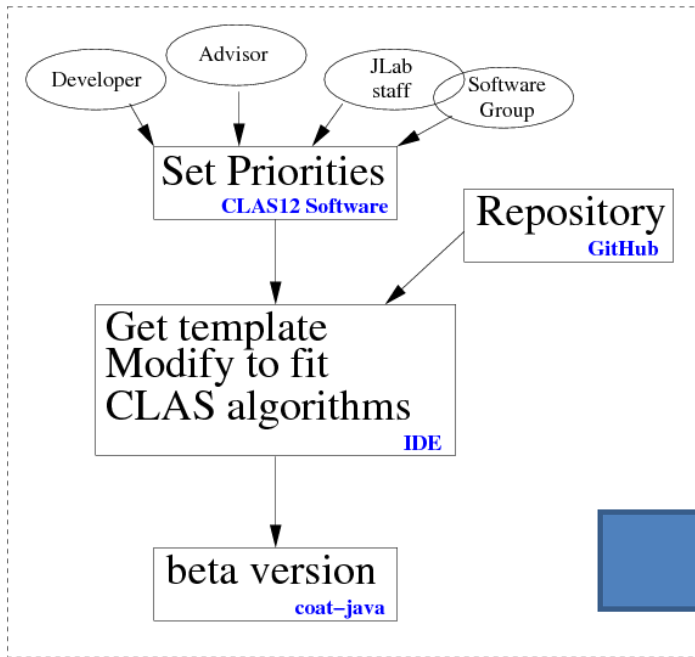 Developer
Advisor
JLab
staff
Software
Group
Set Priorities
CLAS12 Software
Repository
GitHub
Get template
Modify to fit
CLAS algorithms
IDE
beta version
coat-java